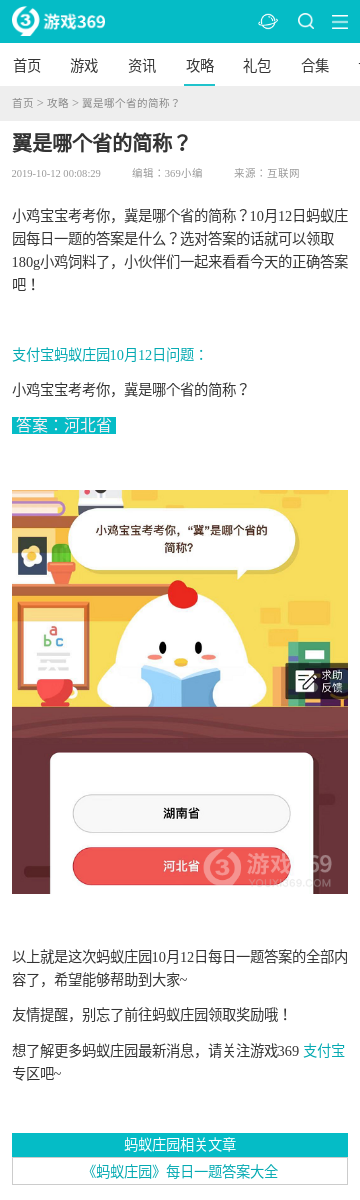 游戏369
首页 游戏 资讯 攻略 礼包 合集
首页 > 攻略 > 翼是哪个省的简称？
翼是哪个省的简称？
2019-10-12 00:08:29 编辑：369小编 来源：互联网
小鸡宝宝考考你，冀是哪个省的简称？10月12日蚂蚁庄
园每日一题的答案是什么？选对答案的话就可以领取
180g小鸡饲料了，小伙伴们一起来看看今天的正确答案
吧！
支付宝蚂蚁庄园10月12日问题：
小鸡宝宝考考你，冀是哪个省的简称？
答案：河北省
小鸡宝宝考考你，“冀”是哪个省的
简称？
a
b c
求助
反馈
湖南省
河北省
游戏369
YOUXI369.COM
以上就是这次蚂蚁庄园10月12日每日一题答案的全部内
容了，希望能够帮助到大家~
友情提醒，别忘了前往蚂蚁庄园领取奖励哦！
想了解更多蚂蚁庄园最新消息，请关注游戏369 支付宝
专区吧~
蚂蚁庄园相关文章
《蚂蚁庄园》每日一题答案大全